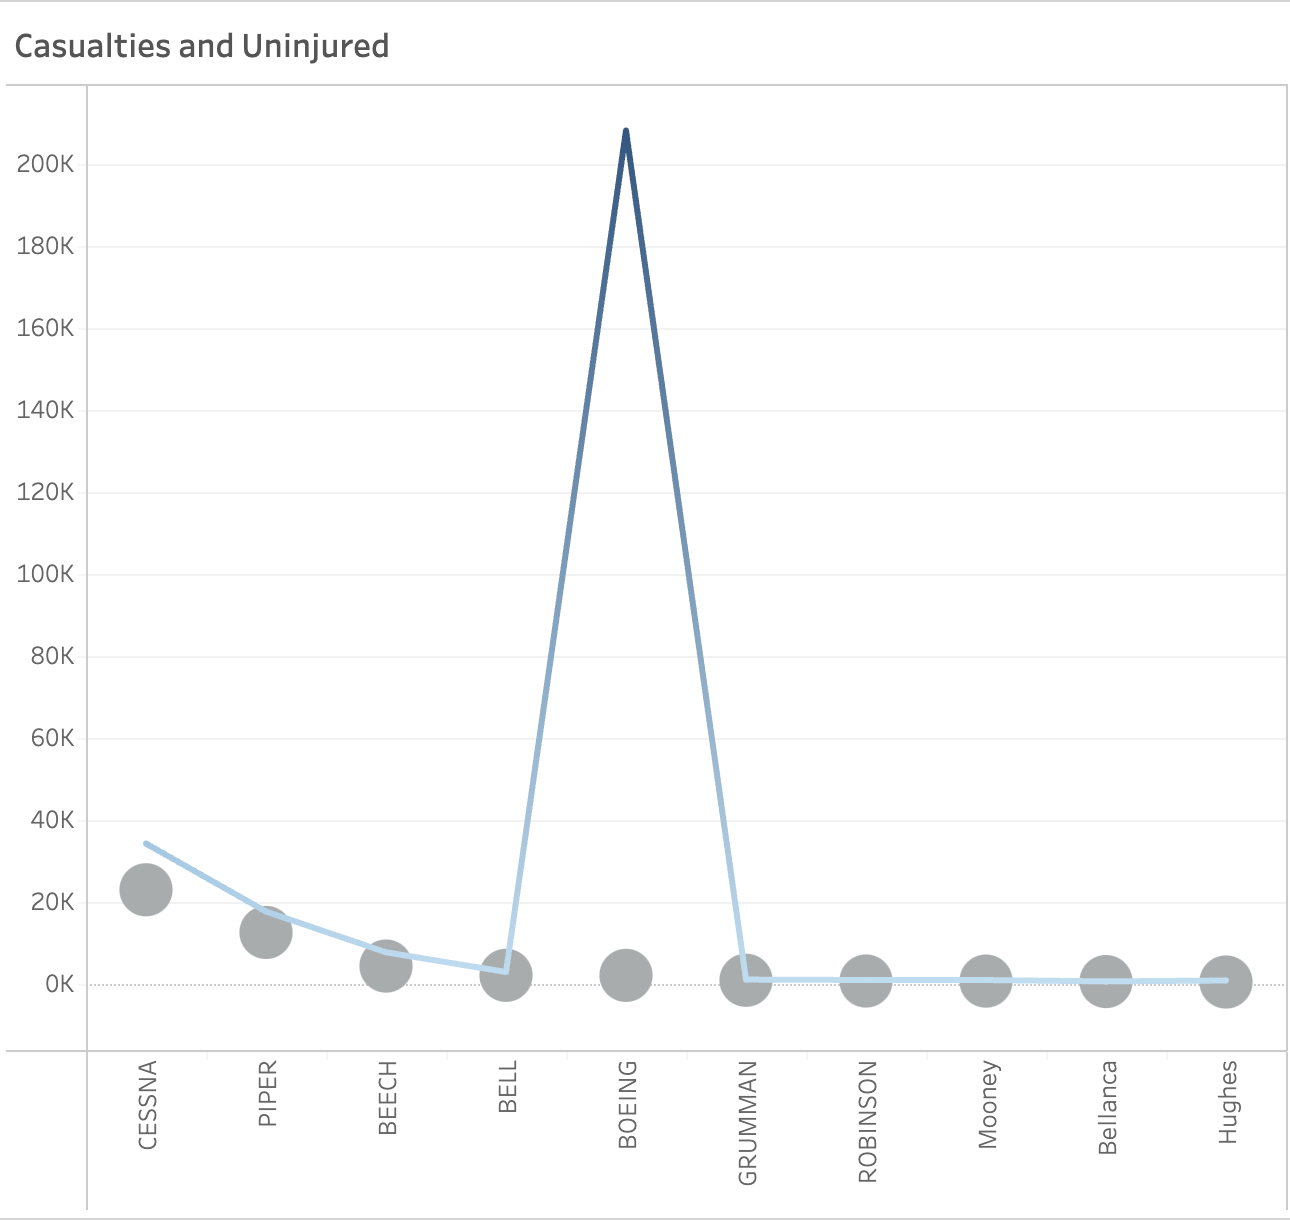 Casualties and Uninjured
200K
180K
160K
140K
120K
100K
80K
60K
40K
20K
0K
CESSNA
PIPER
BEECH
BELL
BOEING
GRUMMAN
ROBINSON
Mooney
Bellanca
Hughes